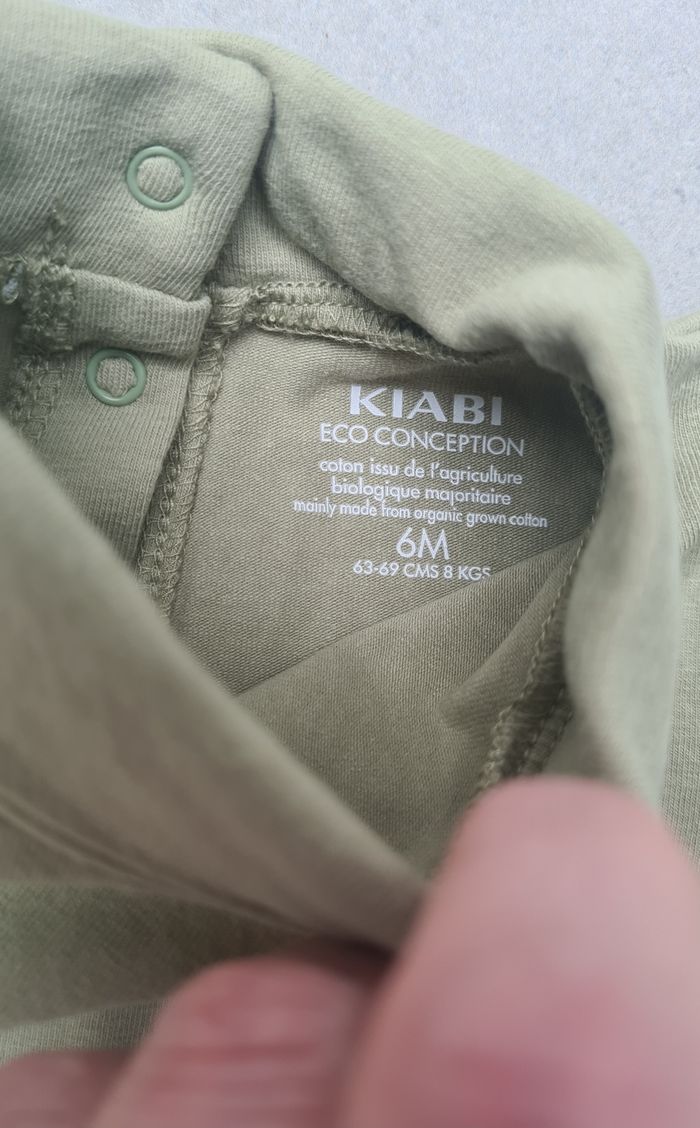 KIABI
ECO CONCEPTION
coton issu de l'agriculture
biologique majoritaire
mainly made from organic grown cotton
6M
63-69 CMS 8 KGS